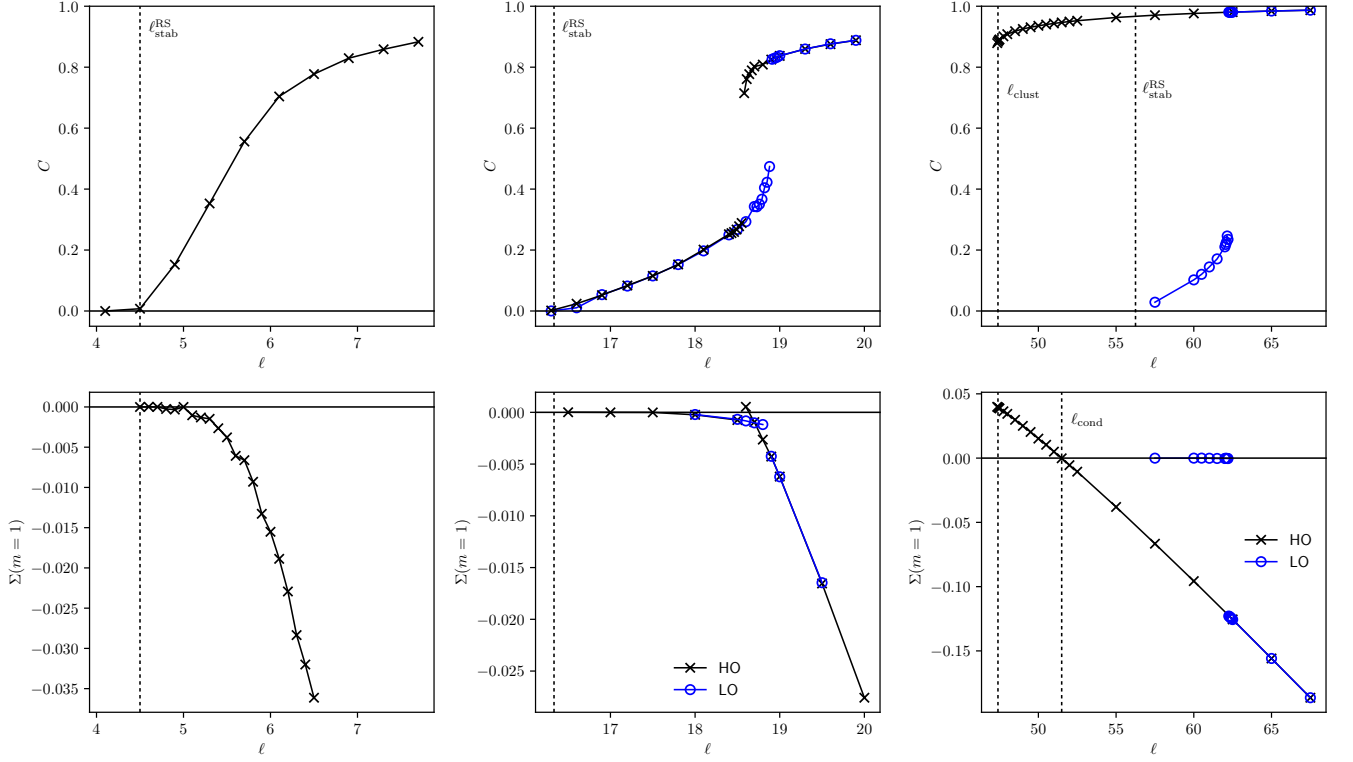 1.0
0.8
0.6
0.4
0.2
0.0
C
ℓ^RS_stab
4
5
6
7
ℓ
1.0
0.8
0.6
0.4
0.2
0.0
C
ℓ^RS_stab
17
18
19
20
ℓ
1.0
0.8
0.6
0.4
0.2
0.0
C
ℓ_clust
ℓ^RS_stab
50
55
60
65
ℓ
0.000
−0.005
−0.010
−0.015
−0.020
−0.025
−0.030
−0.035
Σ(m = 1)
4
5
6
7
ℓ
0.000
−0.005
−0.010
−0.015
−0.020
−0.025
Σ(m = 1)
HO
LO
17
18
19
20
ℓ
0.05
0.00
−0.05
−0.10
−0.15
Σ(m = 1)
ℓ_cond
HO
LO
50
55
60
65
ℓ